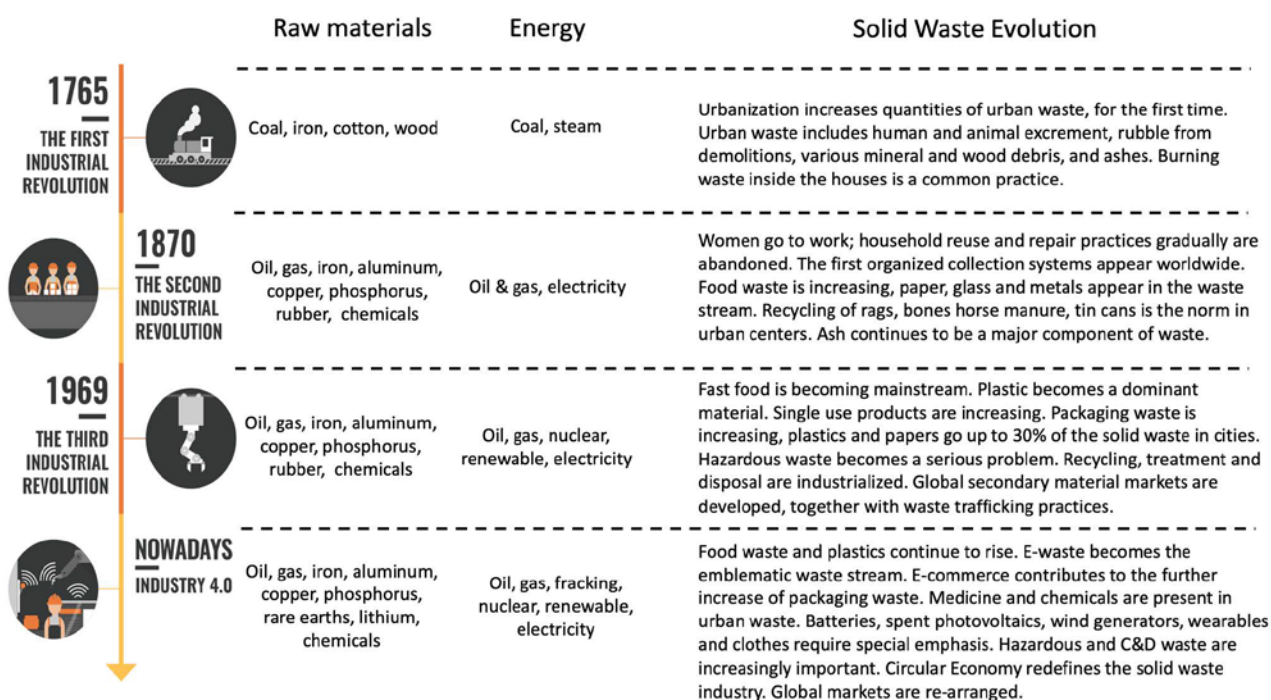 Raw materials
Energy
Solid Waste Evolution
1765
THE FIRST
INDUSTRIAL
REVOLUTION
Coal, iron, cotton, wood
Coal, steam
Urbanization increases quantities of urban waste, for the first time.
Urban waste includes human and animal excrement, rubble from
demolitions, various mineral and wood debris, and ashes. Burning
waste inside the houses is a common practice.
1870
THE SECOND
INDUSTRIAL
REVOLUTION
Oil, gas, iron, aluminum,
copper, phosphorus,
rubber, chemicals
Oil & gas, electricity
Women go to work; household reuse and repair practices gradually are
abandoned. The first organized collection systems appear worldwide.
Food waste is increasing, paper, glass and metals appear in the waste
stream. Recycling of rags, bones horse manure, tin cans is the norm in
urban centers. Ash continues to be a major component of waste.
1969
THE THIRD
INDUSTRIAL
REVOLUTION
Oil, gas, iron, aluminum,
copper, phosphorus,
rubber, chemicals
Oil, gas, nuclear,
renewable, electricity
Fast food is becoming mainstream. Plastic becomes a dominant
material. Single use products are increasing. Packaging waste is
increasing, plastics and papers go up to 30% of the solid waste in cities.
Hazardous waste becomes a serious problem. Recycling, treatment and
disposal are industrialized. Global secondary material markets are
developed, together with waste trafficking practices.
NOWADAYS
INDUSTRY 4.0
Oil, gas, iron, aluminum,
copper, phosphorus,
rare earths, lithium,
chemicals
Oil, gas, fracking,
nuclear, renewable,
electricity
Food waste and plastics continue to rise. E-waste becomes the
emblematic waste stream. E-commerce contributes to the further
increase of packaging waste. Medicine and chemicals are present in
urban waste. Batteries, spent photovoltaics, wind generators, wearables
and clothes require special emphasis. Hazardous and C&D waste are
increasingly important. Circular Economy redefines the solid waste
industry. Global markets are re-arranged.